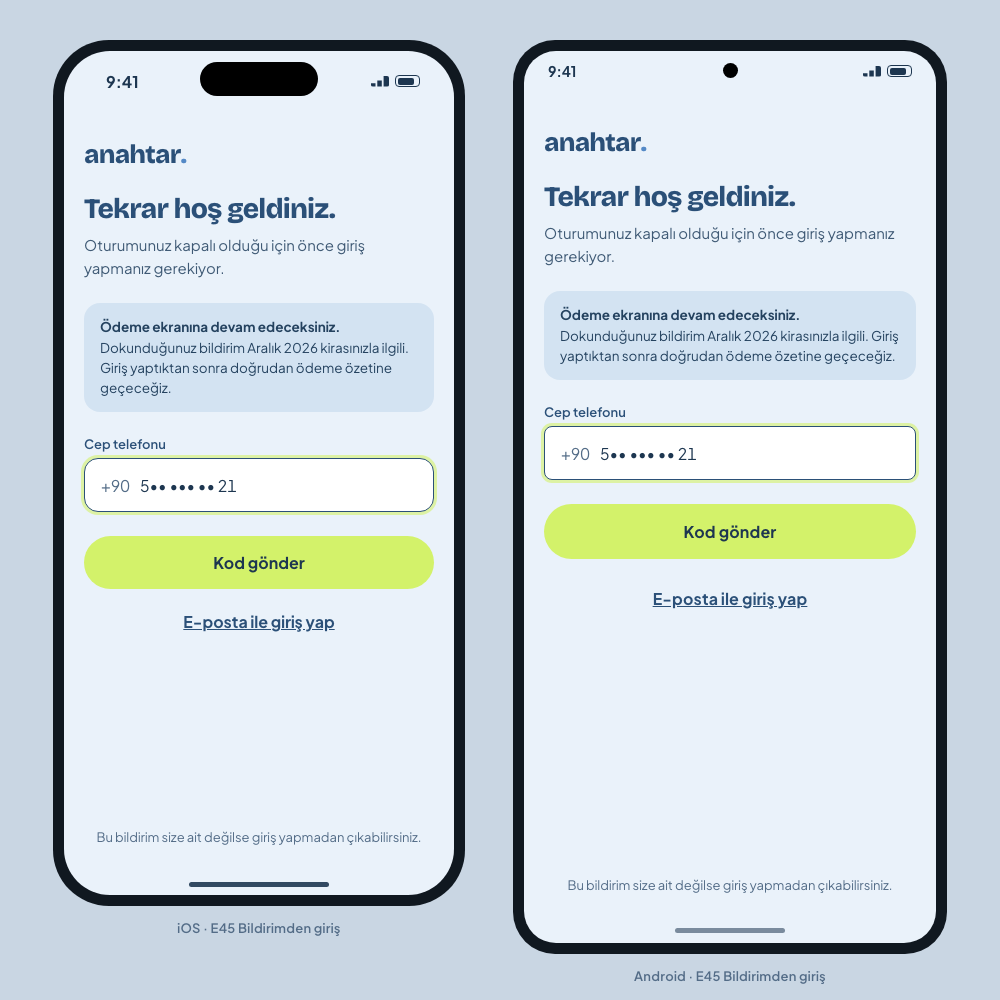 9:41
anahtar.
Tekrar hoş geldiniz.
Oturumunuz kapalı olduğu için önce giriş
yapmanız gerekiyor.
Ödeme ekranına devam edeceksiniz.
Dokunduğunuz bildirim Aralık 2026 kirasınızla ilgili.
Giriş yaptıktan sonra doğrudan ödeme özetine
geçeceğiz.
Cep telefonu
+90 5•• ••• •• 21
Kod gönder
E-posta ile giriş yap
Bu bildirim size ait değilse giriş yapmadan çıkabilirsiniz.
iOS · E45 Bildirimden giriş
9:41
anahtar.
Tekrar hoş geldiniz.
Oturumunuz kapalı olduğu için önce giriş yapmanız
gerekiyor.
Ödeme ekranına devam edeceksiniz.
Dokunduğunuz bildirim Aralık 2026 kirasınızla ilgili. Giriş
yaptıktan sonra doğrudan ödeme özetine geçeceğiz.
Cep telefonu
+90 5•• ••• •• 21
Kod gönder
E-posta ile giriş yap
Bu bildirim size ait değilse giriş yapmadan çıkabilirsiniz.
Android · E45 Bildirimden giriş